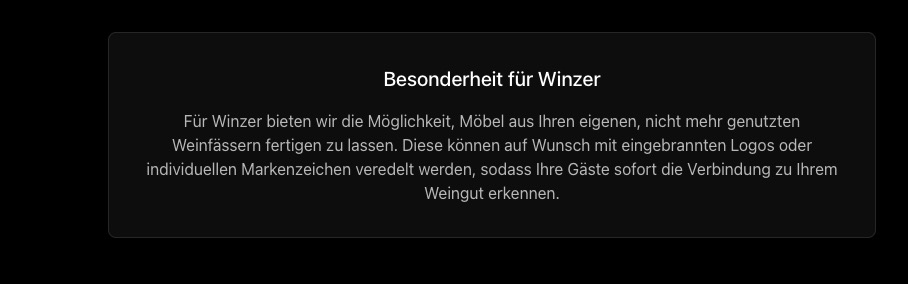 Besonderheit für Winzer
Für Winzer bieten wir die Möglichkeit, Möbel aus Ihren eigenen, nicht mehr genutzten
Weinfässern fertigen zu lassen. Diese können auf Wunsch mit eingebrannten Logos oder
individuellen Markenzeichen veredelt werden, sodass Ihre Gäste sofort die Verbindung zu Ihrem
Weingut erkennen.